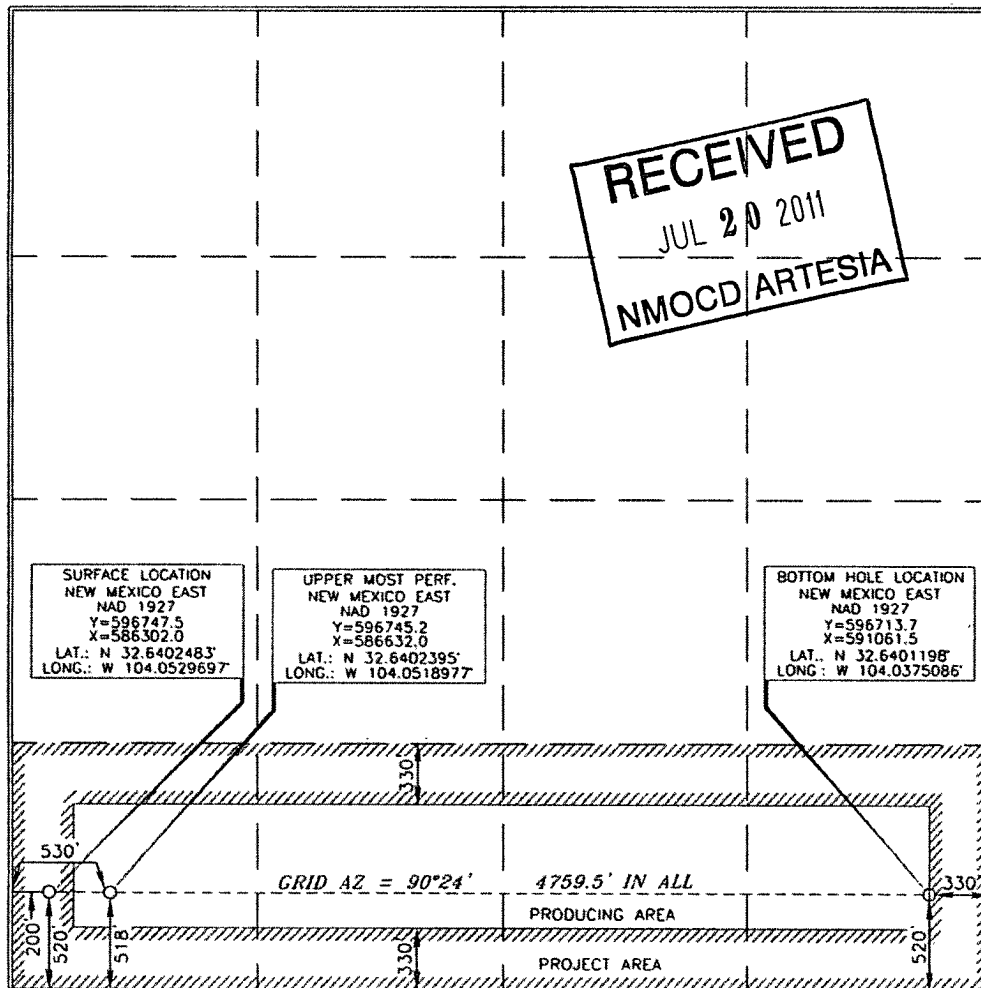 RECEIVED
JUL 20 2011
NMOCD ARTESIA
SURFACE LOCATION
NEW MEXICO EAST
NAD 1927
Y=596747.5
X=586302.0
LAT.: N 32.6402483°
LONG.: W 104.0529697°
UPPER MOST PERF.
NEW MEXICO EAST
NAD 1927
Y=596745.2
X=586632.0
LAT.: N 32.6402395°
LONG.: W 104.0518977°
BOTTOM HOLE LOCATION
NEW MEXICO EAST
NAD 1927
Y=596713.7
X=591061.5
LAT.: N 32.6401198°
LONG.: W 104.0375086°
330'
530'
GRID AZ = 90°24' 4759.5' IN ALL
330'
PRODUCING AREA
200'
520'
518'
330'
520'
PROJECT AREA